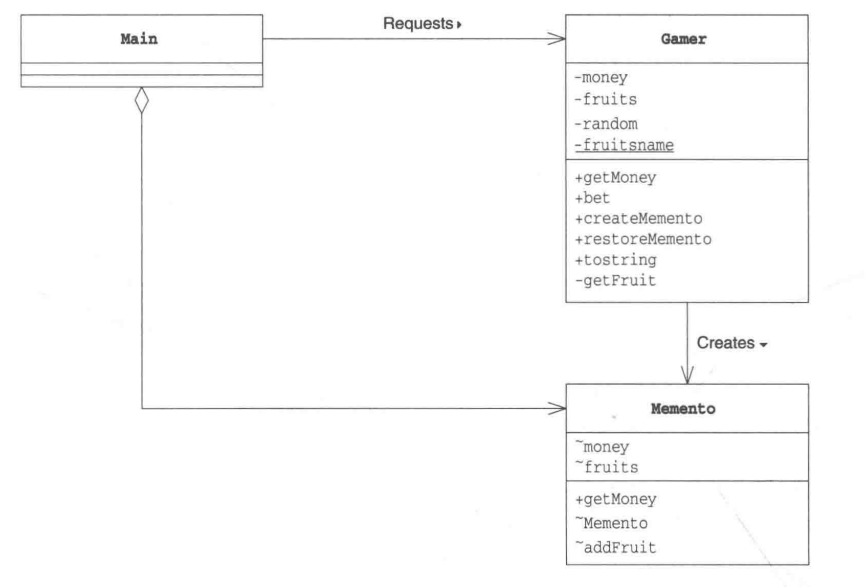 Main
Requests ▸
Gamer
-money
-fruits
-random
-fruitsname
+getMoney
+bet
+createMemento
+restoreMemento
+tostring
-getFruit
Creates ▾
Memento
~money
~fruits
+getMoney
~Memento
~addFruit